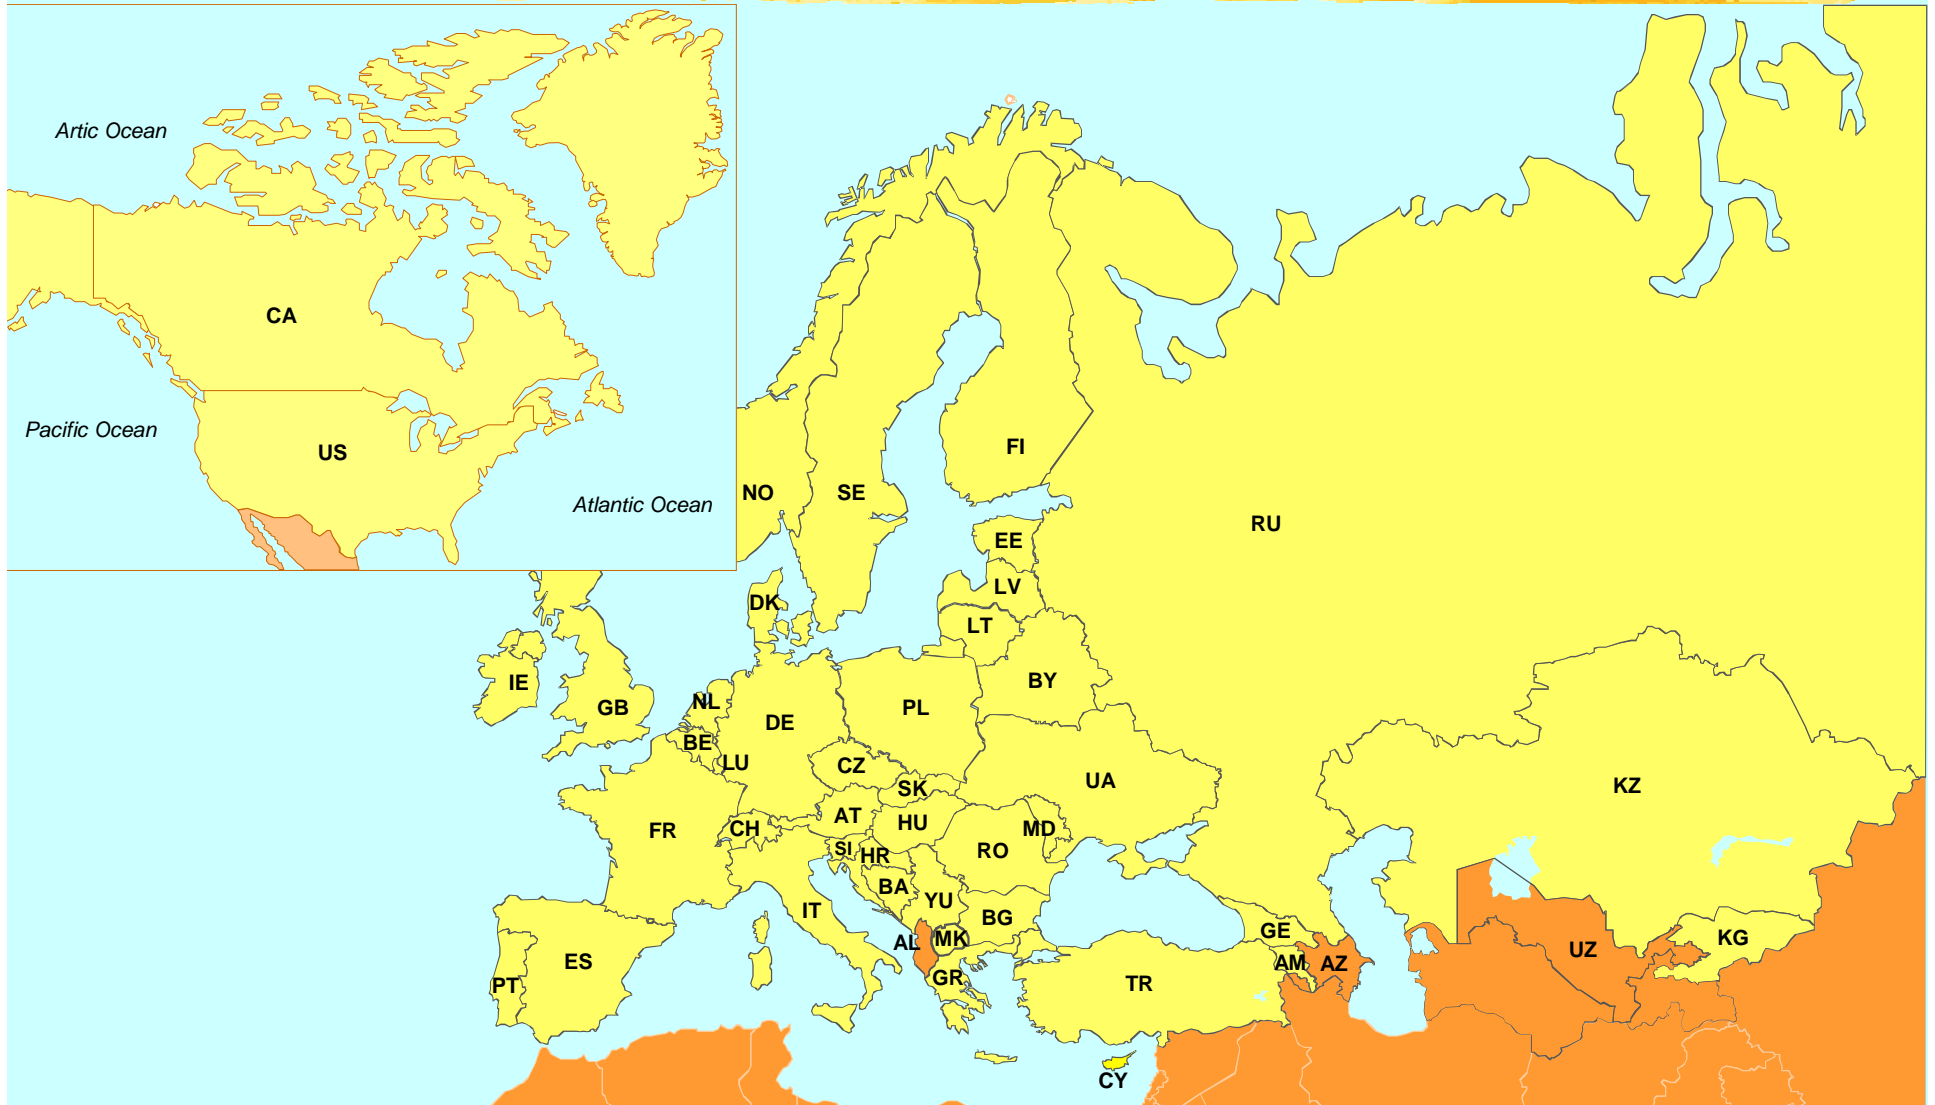 Artic Ocean
CA
Pacific Ocean
US
Atlantic Ocean
NO
SE
FI
RU
EE
LV
DK
LT
IE
BY
GB
NL
DE
PL
BE
LU
CZ
SK
UA
KZ
AT
HU
MD
FR
CH
RO
SI
HR
BA
YU
IT
BG
AL
MK
GE
KG
UZ
ES
AM
AZ
PT
GR
TR
CY